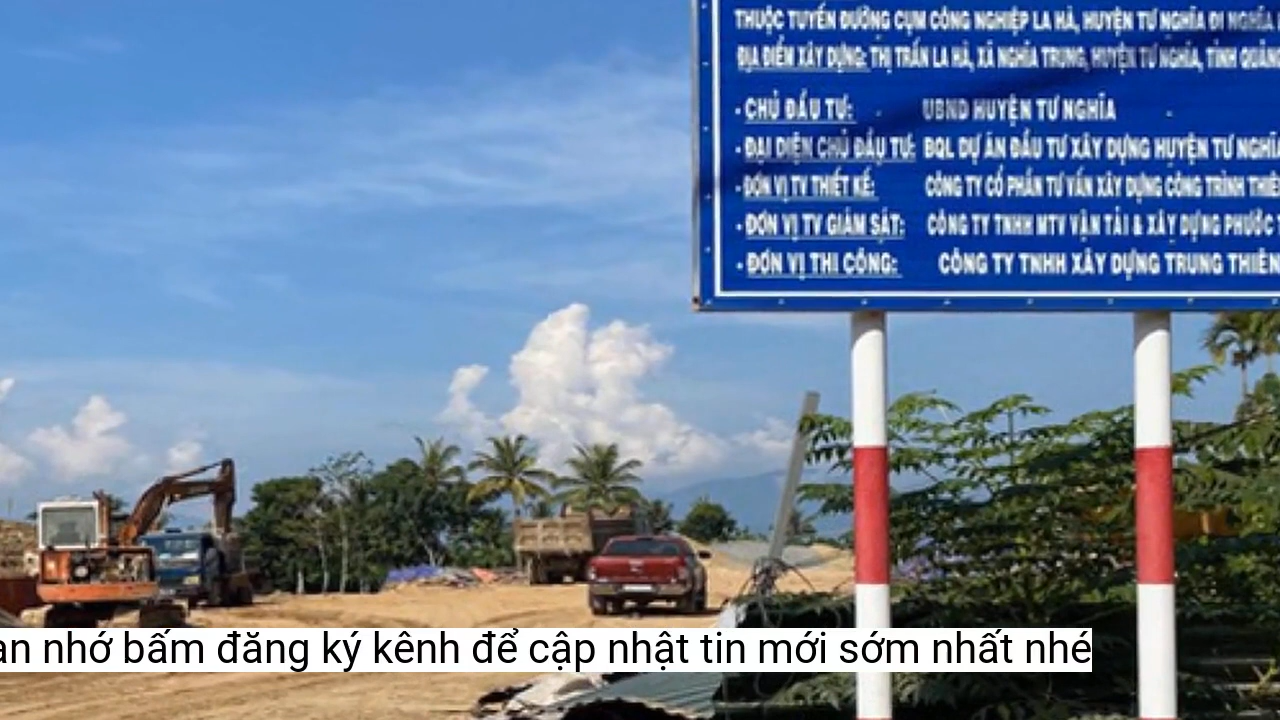 THUỘC TUYẾN ĐƯỜNG CỤM CÔNG NGHIỆP LA HÀ, HUYỆN TƯ NGHĨA ĐI NGHĨA
ĐỊA ĐIỂM XÂY DỰNG: THỊ TRẤN LA HÀ, XÃ NGHĨA TRUNG, HUYỆN TƯ NGHĨA, TỈNH QUẢNG
- CHỦ ĐẦU TƯ: UBND HUYỆN TƯ NGHĨA
- ĐẠI DIỆN CHỦ ĐẦU TƯ: BQL DỰ ÁN ĐẦU TƯ XÂY DỰNG HUYỆN TƯ NGHĨA
- ĐƠN VỊ TV THIẾT KẾ: CÔNG TY CỔ PHẦN TƯ VẤN XÂY DỰNG CÔNG TRÌNH THIÊN
- ĐƠN VỊ TV GIÁM SÁT: CÔNG TY TNHH MTV VẬN TẢI & XÂY DỰNG PHƯỚC
- ĐƠN VỊ THI CÔNG: CÔNG TY TNHH XÂY DỰNG TRUNG THIÊN
an nhớ bấm đăng ký kênh để cập nhật tin mới sớm nhất nhé